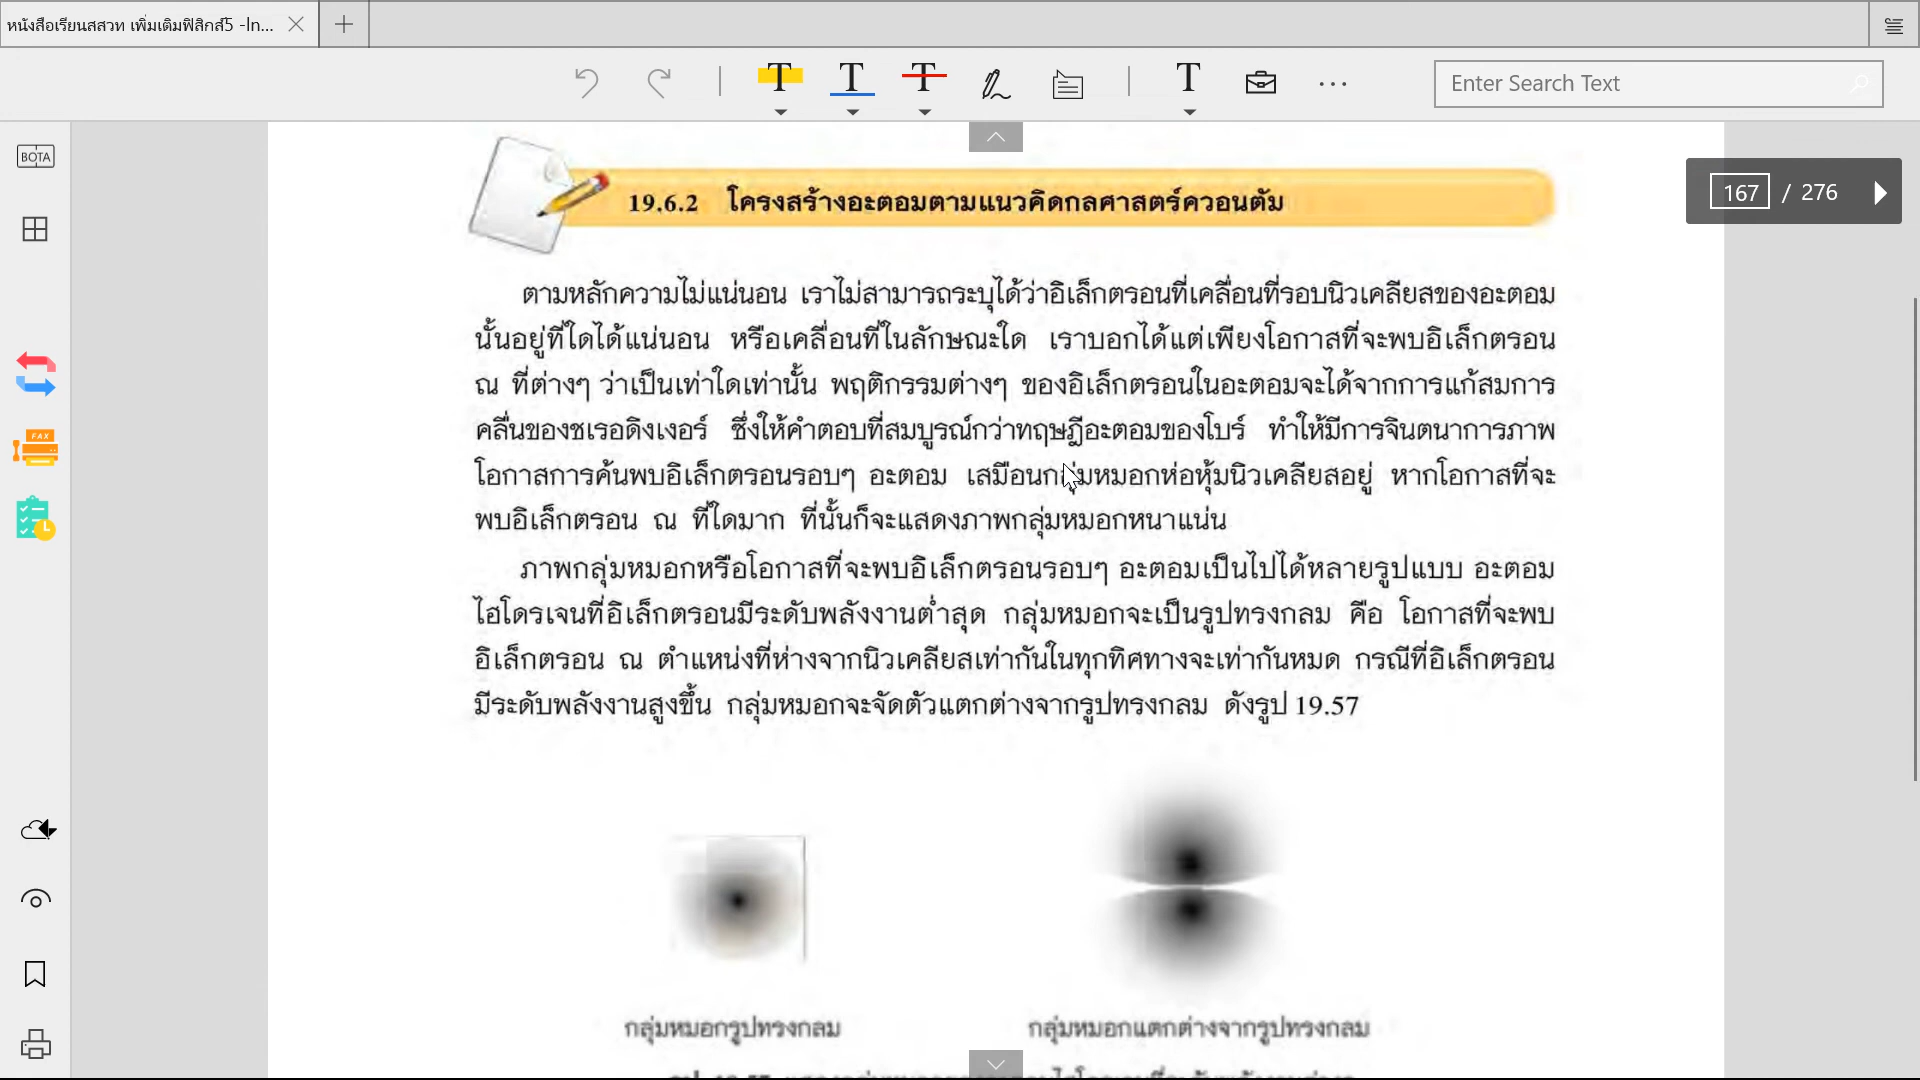 หนังสือเรียนสสวท เพิ่มเติมฟิสิกส์5 -ln...
T T T T
Enter Search Text
BOTA
167 / 276
FAX
19.6.2 โครงสร้างอะตอมตามแนวคิดกลศาสตร์ควอนตัม
ตามหลักความไม่แน่นอน เราไม่สามารถระบุได้ว่าอิเล็กตรอนที่เคลื่อนที่รอบนิวเคลียสของอะตอม
นั้นอยู่ที่ใดได้แน่นอน หรือเคลื่อนที่ในลักษณะใด เราบอกได้แต่เพียงโอกาสที่จะพบอิเล็กตรอน
ณ ที่ต่างๆ ว่าเป็นเท่าใดเท่านั้น พฤติกรรมต่างๆ ของอิเล็กตรอนในอะตอมจะได้จากการแก้สมการ
คลื่นของชเรอดิงเงอร์ ซึ่งให้คำตอบที่สมบูรณ์กว่าทฤษฎีอะตอมของโบร์ ทำให้มีการจินตนาการภาพ
โอกาสการค้นพบอิเล็กตรอนรอบๆ อะตอม เสมือนกลุ่มหมอกห่อหุ้มนิวเคลียสอยู่ หากโอกาสที่จะ
พบอิเล็กตรอน ณ ที่ใดมาก ที่นั้นก็จะแสดงภาพกลุ่มหมอกหนาแน่น
ภาพกลุ่มหมอกหรือโอกาสที่จะพบอิเล็กตรอนรอบๆ อะตอมเป็นไปได้หลายรูปแบบ อะตอม
ไฮโดรเจนที่อิเล็กตรอนมีระดับพลังงานต่ำสุด กลุ่มหมอกจะเป็นรูปทรงกลม คือ โอกาสที่จะพบ
อิเล็กตรอน ณ ตำแหน่งที่ห่างจากนิวเคลียสเท่ากันในทุกทิศทางจะเท่ากันหมด กรณีที่อิเล็กตรอน
มีระดับพลังงานสูงขึ้น กลุ่มหมอกจะจัดตัวแตกต่างจากรูปทรงกลม ดังรูป 19.57
กลุ่มหมอกรูปทรงกลม
กลุ่มหมอกแตกต่างจากรูปทรงกลม